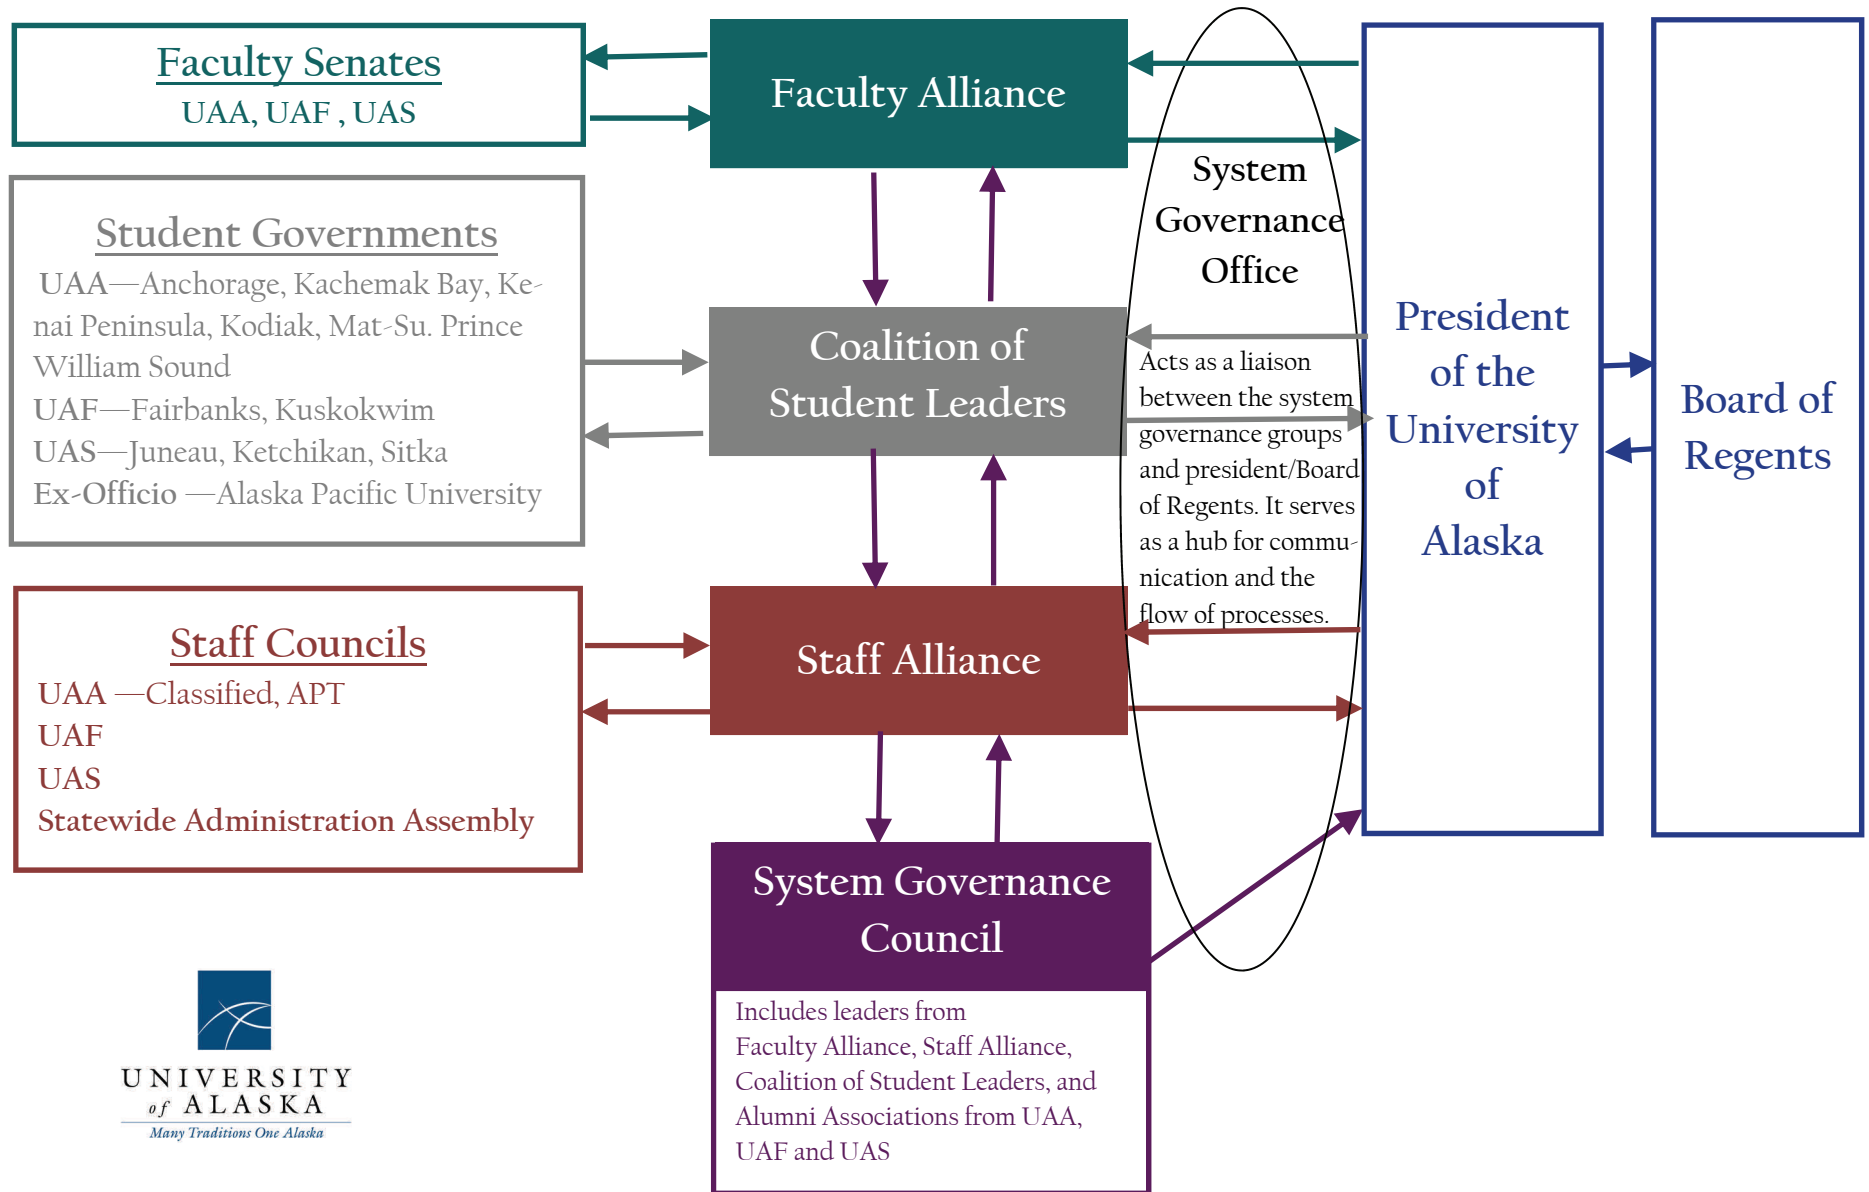 Faculty Senates
UAA, UAF , UAS
Faculty Alliance
Student Governments
UAA—Anchorage, Kachemak Bay, Ke-
nai Peninsula, Kodiak, Mat-Su. Prince
William Sound
UAF—Fairbanks, Kuskokwim
UAS—Juneau, Ketchikan, Sitka
Ex-Officio —Alaska Pacific University
Coalition of
Student Leaders
Staff Councils
UAA —Classified, APT
UAF
UAS
Statewide Administration Assembly
Staff Alliance
System Governance
Council
Includes leaders from
Faculty Alliance, Staff Alliance,
Coalition of Student Leaders, and
Alumni Associations from UAA,
UAF and UAS
System
Governance
Office
Acts as a liaison
between the system
governance groups
and president/Board
of Regents. It serves
as a hub for commu-
nication and the
flow of processes.
President
of the
University
of
Alaska
Board of
Regents
UNIVERSITY
of ALASKA
Many Traditions One Alaska